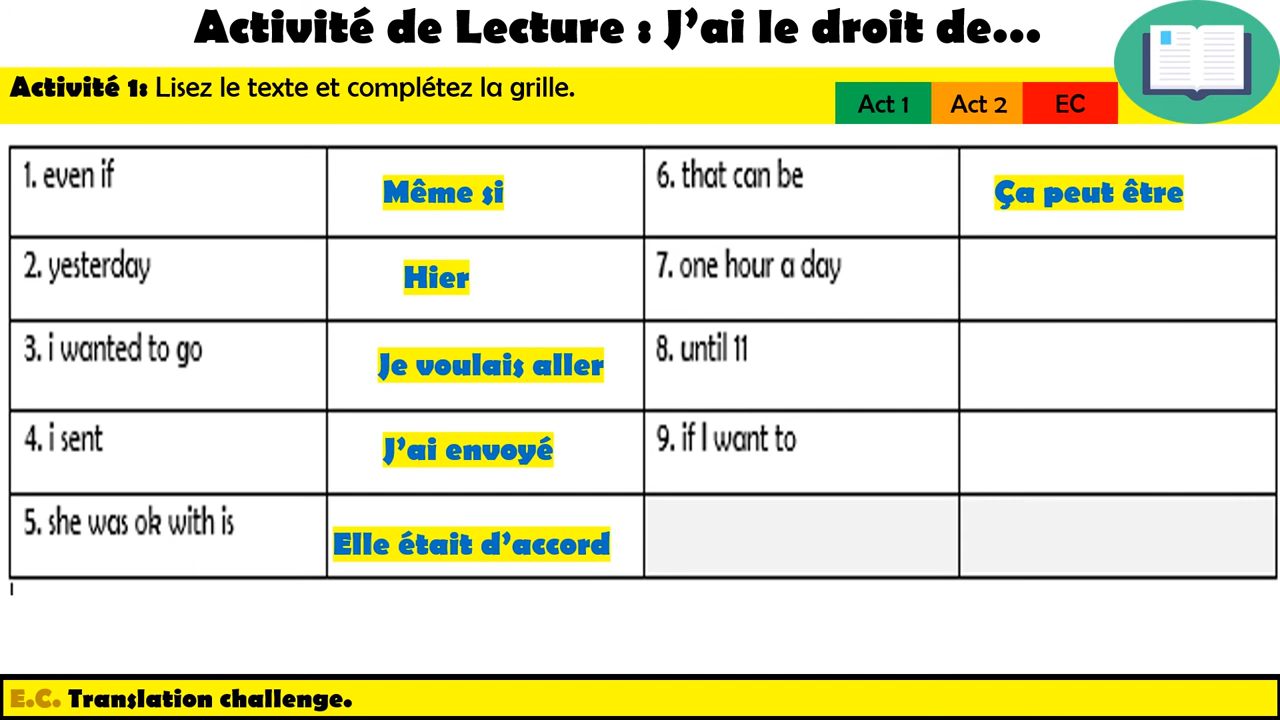 Activité de Lecture : J’ai le droit de...
Activité 1: Lisez le texte et complétez la grille.
Act 1
Act 2
EC
1. even if
Même si
6. that can be
Ça peut être
2. yesterday
Hier
7. one hour a day
3. i wanted to go
Je voulais aller
8. until 11
4. i sent
J’ai envoyé
9. if I want to
5. she was ok with is
Elle était d’accord
E.C. Translation challenge.